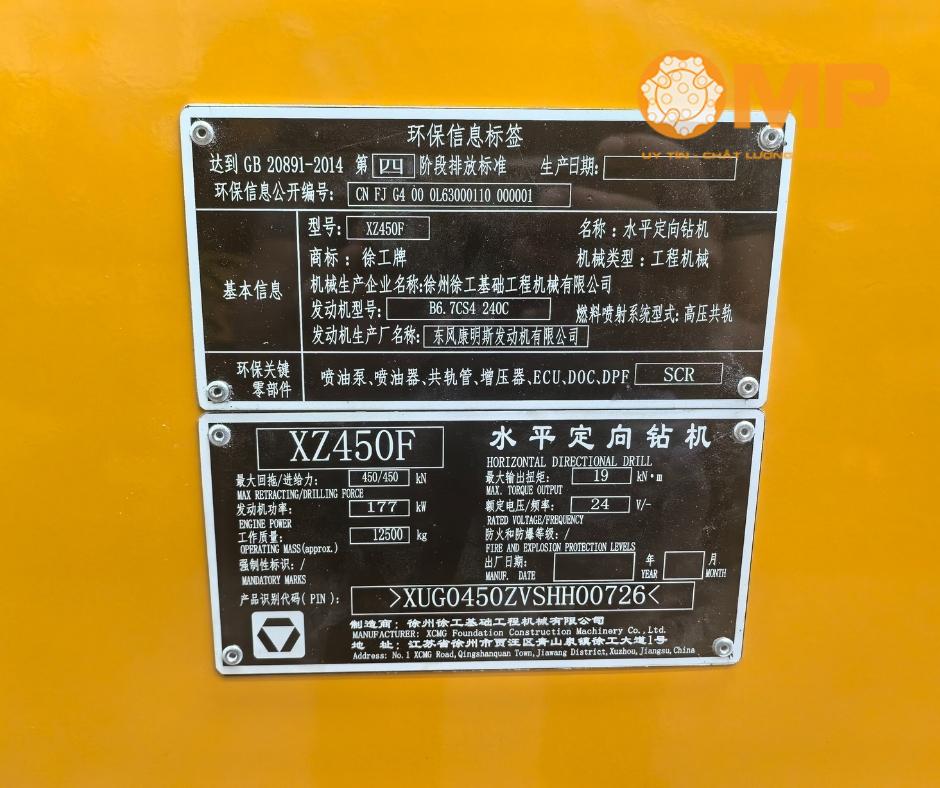 MP
UY TÍN - CHẤT LƯỢNG
环保信息标签
达到 GB 20891-2014 第 四 阶段排放标准 生产日期:
环保信息公开编号: CN FJ G4 00 0L63000110 000001
基本信息
型号: XZ450F 名称: 水平定向钻机
商标: 徐工牌 机械类型: 工程机械
机械生产企业名称:徐州徐工基础工程机械有限公司
发动机型号: B6.7CS4 240C 燃料喷射系统型式: 高压共轨
发动机生产厂名称: 东风康明斯发动机有限公司
环保关键零部件 喷油泵、喷油器、共轨管、增压器、ECU、DOC、DPF SCR
XZ450F 水平定向钻机
HORIZONTAL DIRECTIONAL DRILL
最大回拖/进给力: 450/450 kN 最大输出扭矩: 19 kN·m
MAX RETRACTING/DRILLING FORCE MAX. TORQUE OUTPUT
发动机功率: 177 kW 额定电压/频率: 24 V/-
ENGINE POWER RATED VOLTAGE/FREQUENCY
工作质量: 12500 kg 防火和防爆等级: /
OPERATING MASS(approx.) FIRE AND EXPLOSION PROTECTION LEVELS
强制性标识: / 出厂日期: 年 月
MANDATORY MARKS MANUF. DATE YEAR MONTH
产品识别代码(PIN): >XUG0450ZVSHH00726<
制造商: 徐州徐工基础工程机械有限公司
MANUFACTURER: XCMG Foundation Construction Machinery Co., Ltd.
地 址: 江苏省徐州市贾汪区青山泉镇徐工大道1号
Address: No.1 XCMG Road, Qingshanquan Town, Jiawang District, Xuzhou, Jiangsu, China